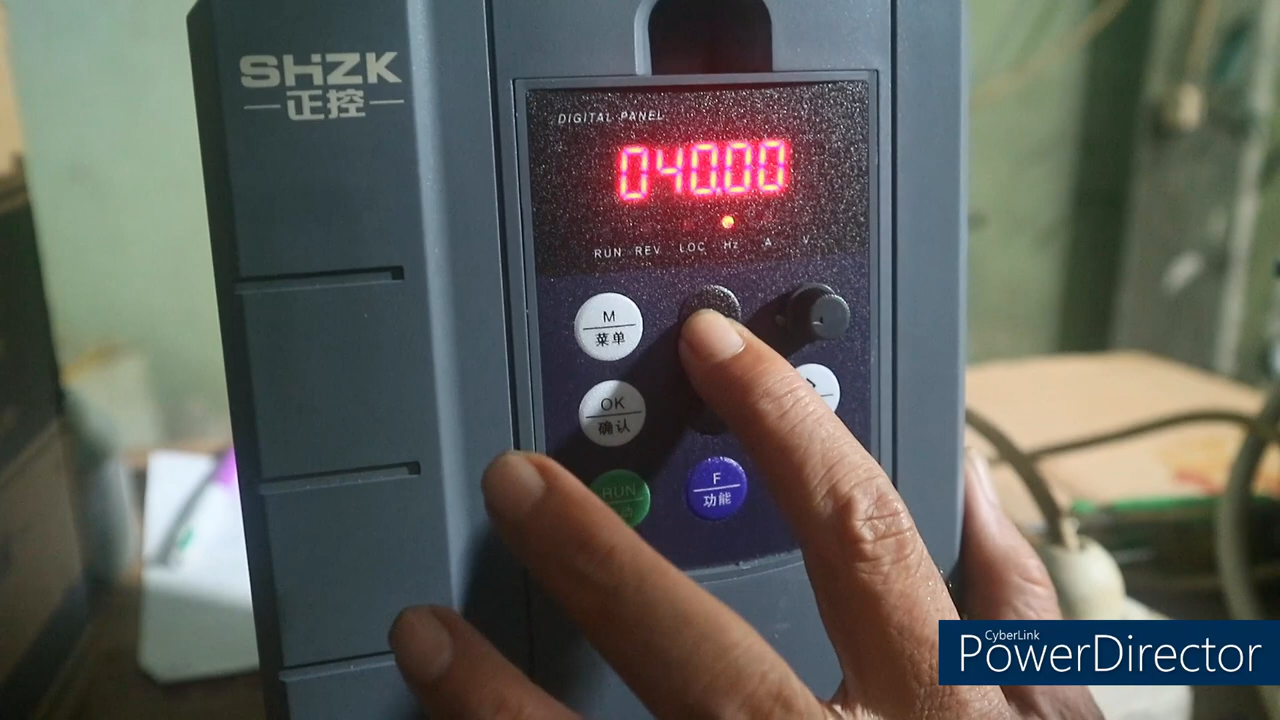 SHZK
正控
DIGITAL PANEL
040.00
RUN REV LOC Hz A V
M
菜单
OK
确认
RUN
F
功能
CyberLink
PowerDirector